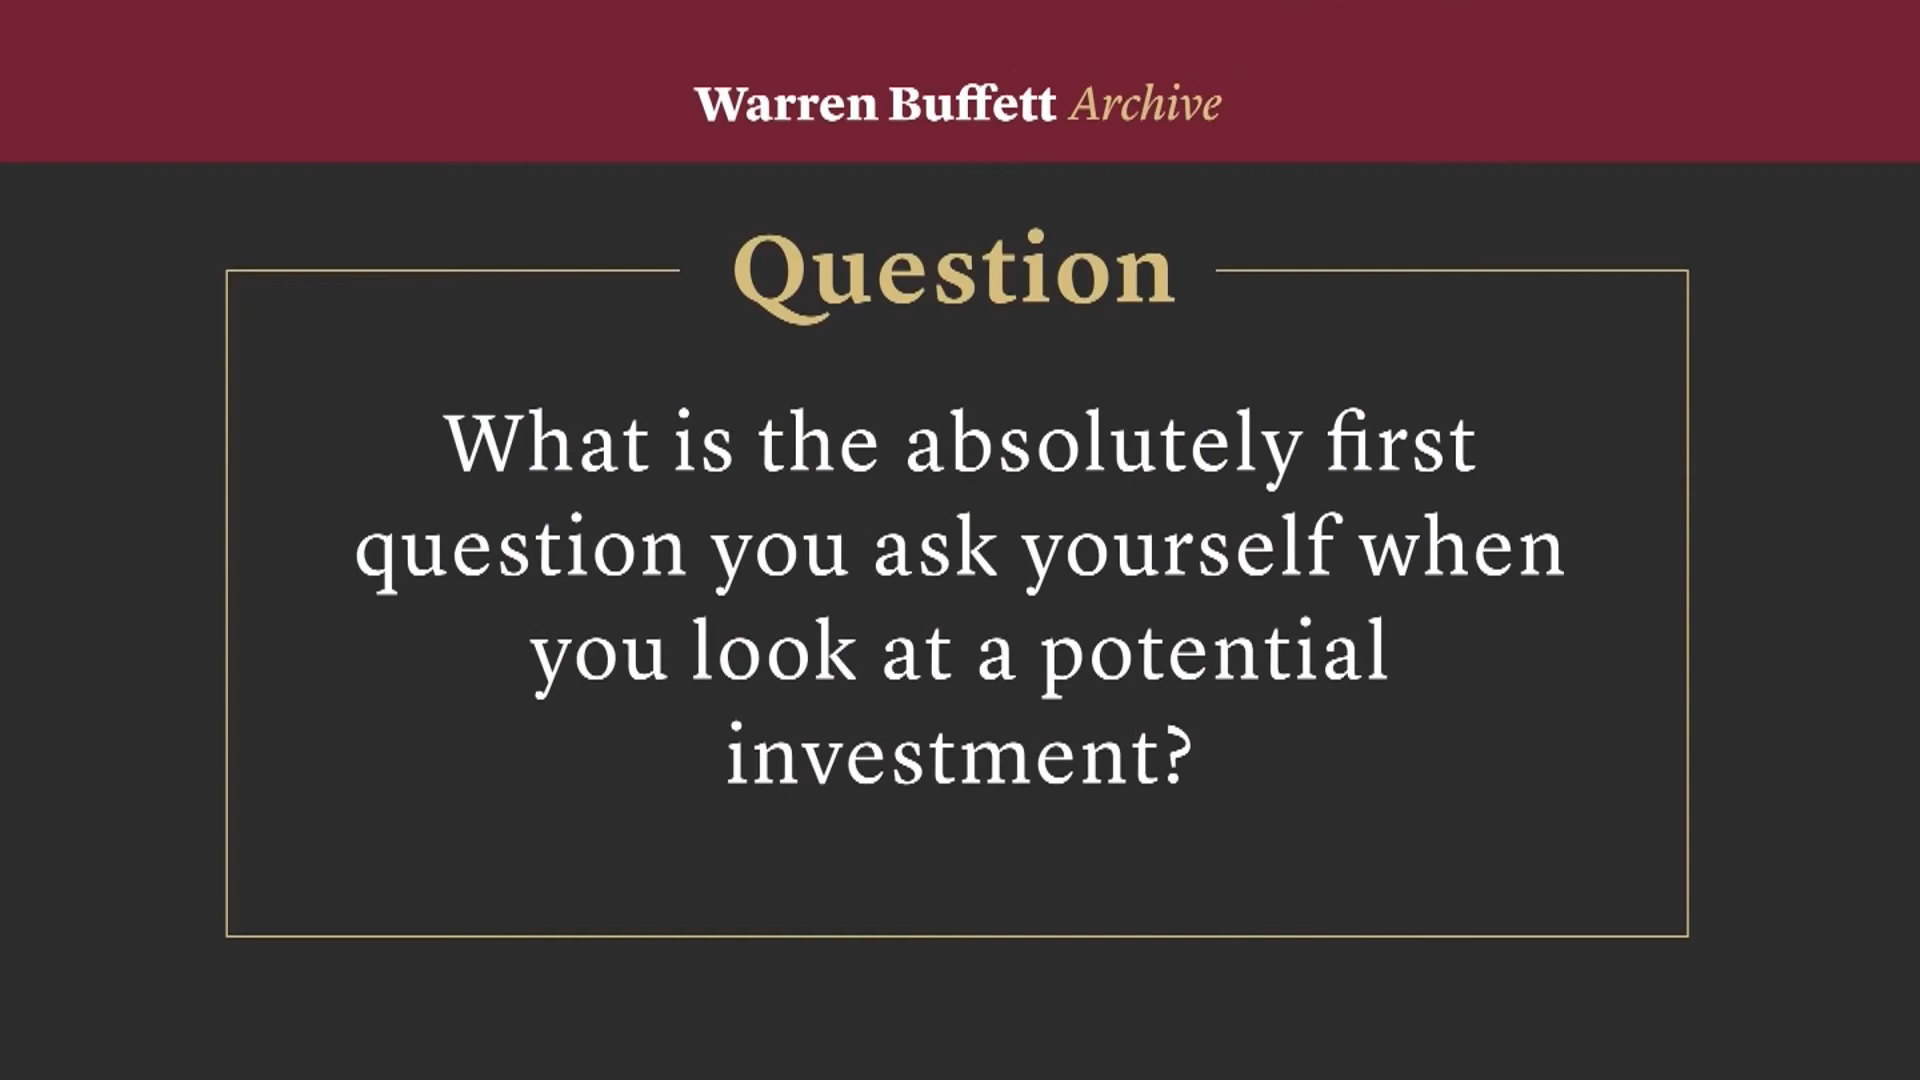 Warren Buffett Archive
Question
What is the absolutely first
question you ask yourself when
you look at a potential
investment?